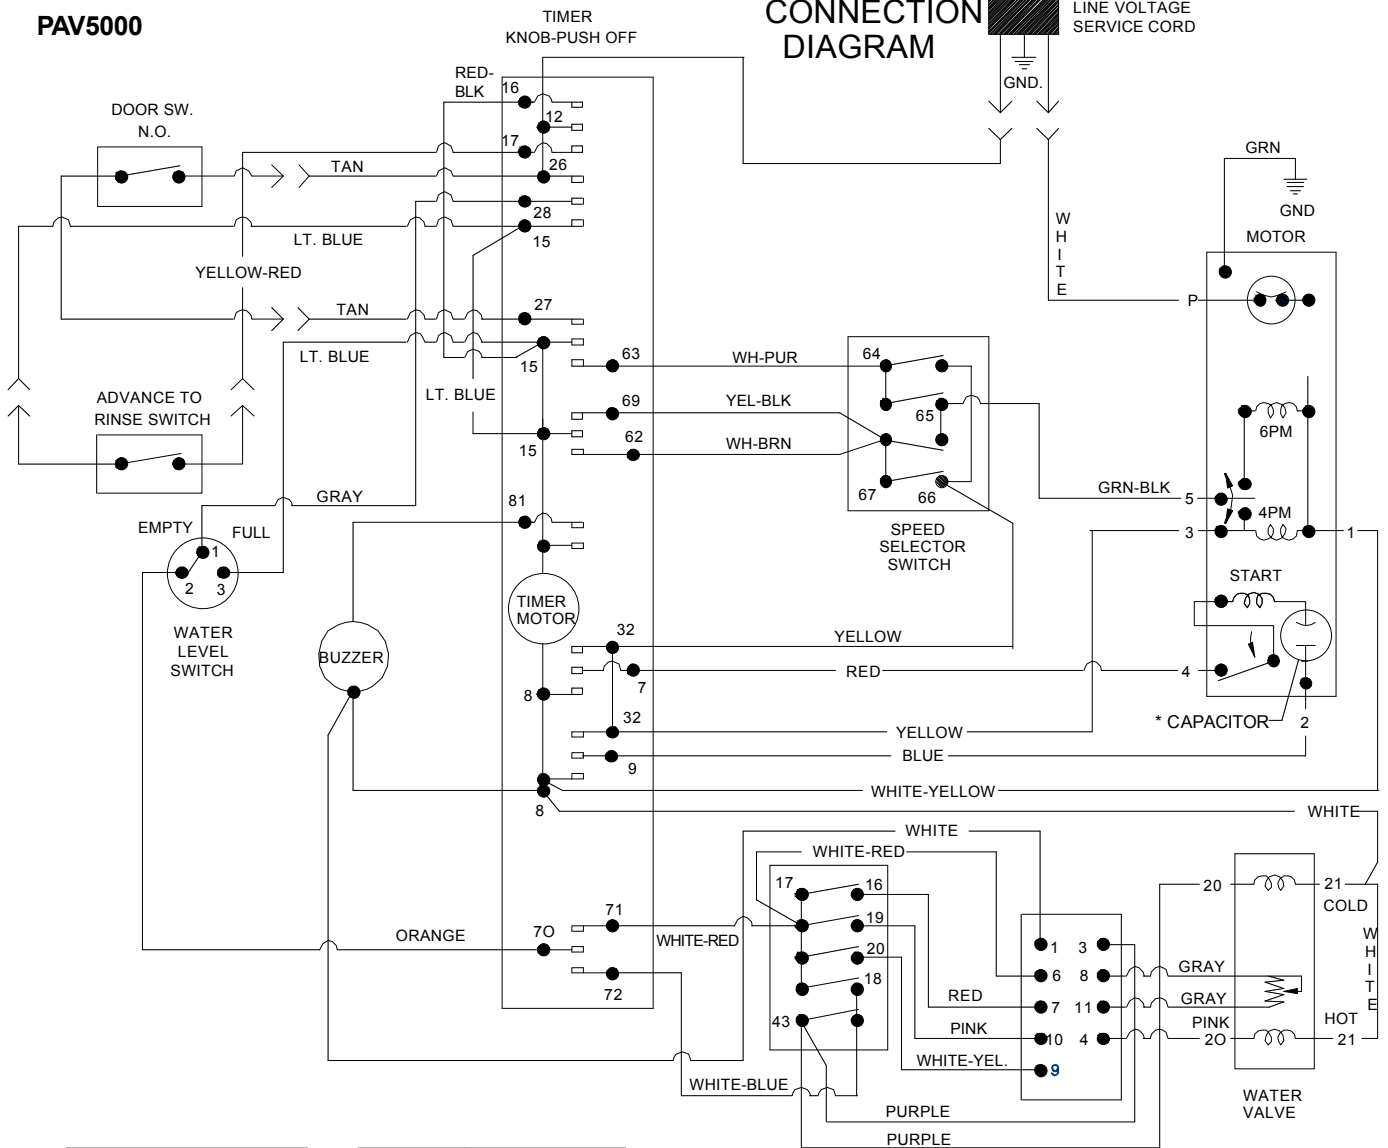 PAV5000
TIMER
KNOB-PUSH OFF
CONNECTION
DIAGRAM
LINE VOLTAGE
SERVICE CORD
GND.
RED-
BLK
16
12
17
26
DOOR SW.
N.O.
TAN
28
LT. BLUE
15
YELLOW-RED
TAN
27
LT. BLUE
15
63
WH-PUR
64
LT. BLUE
69
YEL-BLK
65
62
WH-BRN
15
67
66
SPEED
SELECTOR
SWITCH
ADVANCE TO
RINSE SWITCH
WHITE
GRN
GND
MOTOR
P
6PM
GRN-BLK
5
4PM
3
1
START
4
* CAPACITOR
2
GRAY
81
EMPTY
FULL
1
2
3
WATER
LEVEL
SWITCH
BUZZER
TIMER
MOTOR
32
YELLOW
7
RED
8
32
YELLOW
9
BLUE
WHITE-YELLOW
8
WHITE
WHITE
WHITE-RED
17
16
19
20
18
43
71
WHITE-RED
ORANGE
7O
72
WHITE-BLUE
RED
PINK
WHITE-YEL.
PURPLE
PURPLE
1
3
6
8
7
11
10
4
9
GRAY
GRAY
PINK
2O
20
21
COLD
WHITE
HOT
21
WATER
VALVE